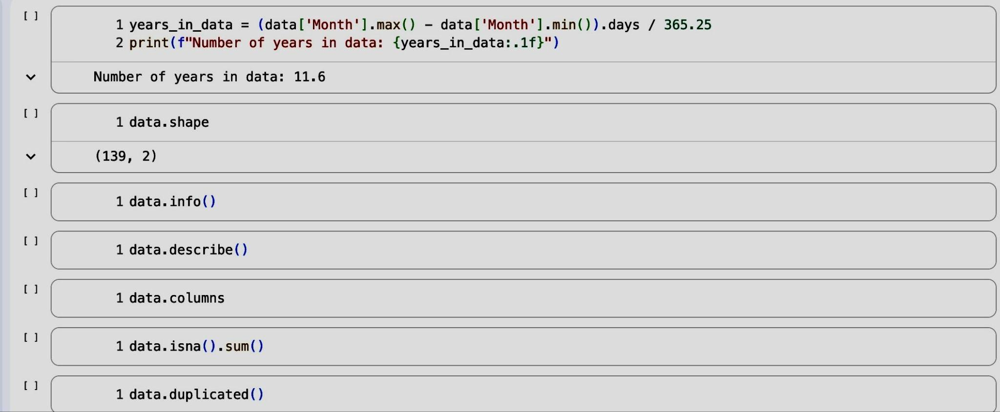 [ ]
1 years_in_data = (data['Month'].max() - data['Month'].min()).days / 365.25
2 print(f"Number of years in data: {years_in_data:.1f}")
Number of years in data: 11.6
[ ]
1 data.shape
(139, 2)
[ ]
1 data.info()
[ ]
1 data.describe()
[ ]
1 data.columns
[ ]
1 data.isna().sum()
[ ]
1 data.duplicated()